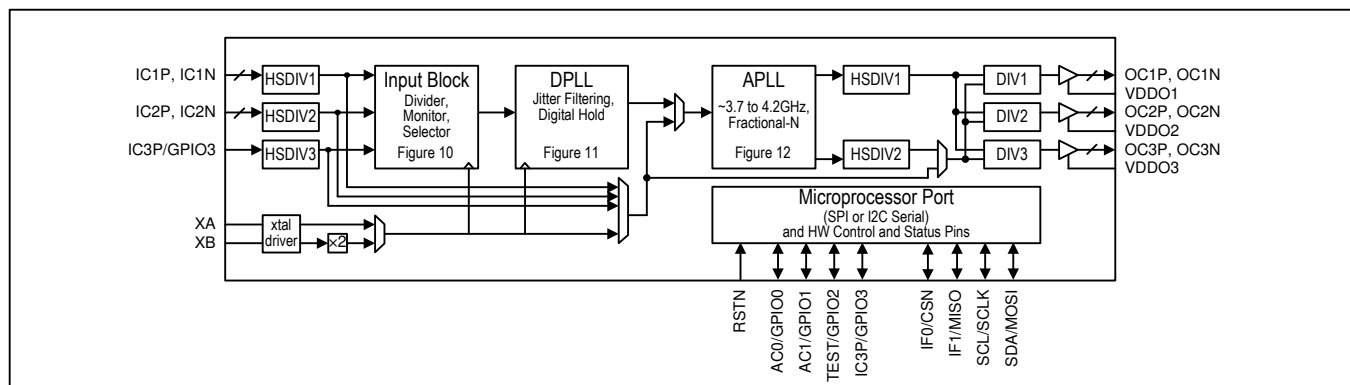 IC1P, IC1N
IC2P, IC2N
IC3P/GPIO3
XA
XB
HSDIV1
HSDIV2
HSDIV3
xtal
driver
×2
Input Block
Divider,
Monitor,
Selector
Figure 10
DPLL
Jitter Filtering,
Digital Hold
Figure 11
APLL
~3.7 to 4.2GHz,
Fractional-N
Figure 12
HSDIV1
HSDIV2
DIV1
DIV2
DIV3
OC1P, OC1N
VDDO1
OC2P, OC2N
VDDO2
OC3P, OC3N
VDDO3
Microprocessor Port
(SPI or I2C Serial)
and HW Control and Status Pins
RSTN
AC0/GPIO0
AC1/GPIO1
TEST/GPIO2
IC3P/GPIO3
IF0/CSN
IF1/MISO
SCL/SCLK
SDA/MOSI